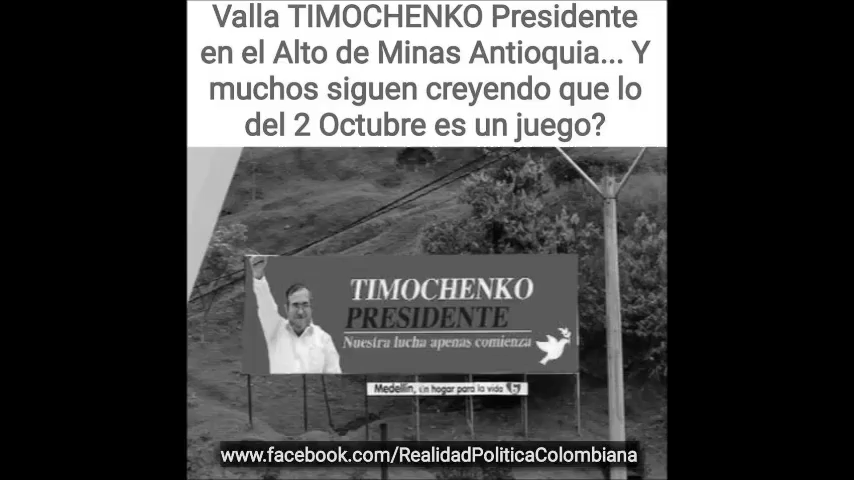 Valla TIMOCHENKO Presidente
en el Alto de Minas Antioquia... Y
muchos siguen creyendo que lo
del 2 Octubre es un juego?
TIMOCHENKO
PRESIDENTE
Nuestra lucha apenas comienza
Medellín, un hogar para la vida
www.facebook.com/RealidadPoliticaColombiana